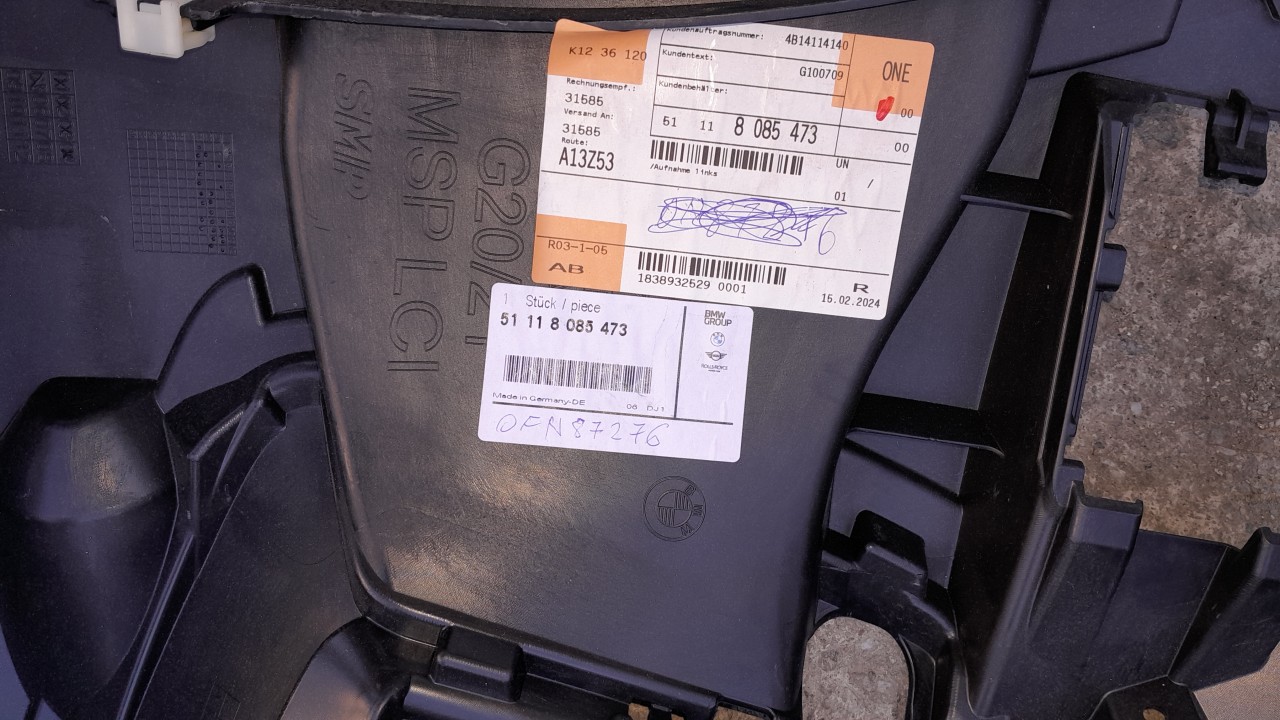 K12 36 120
Kundenauftragsnummer: 4B14114140
Kundentext:
G100709
Kundenbehälter:
ONE
00
Rechnungsempf.:
31585
Versand An:
31585
Route:
A13Z53
51 11 8 085 473
00
/Aufnahme links
UN
/
01
R03-1-05
AB
1838932529 0001
R
15.02.2024
1 Stück / piece
51 11 8 085 473
BMW
GROUP
Made in Germany-DE
06 DJ1
OFN87276
G20/21
MSP LCI
SMP